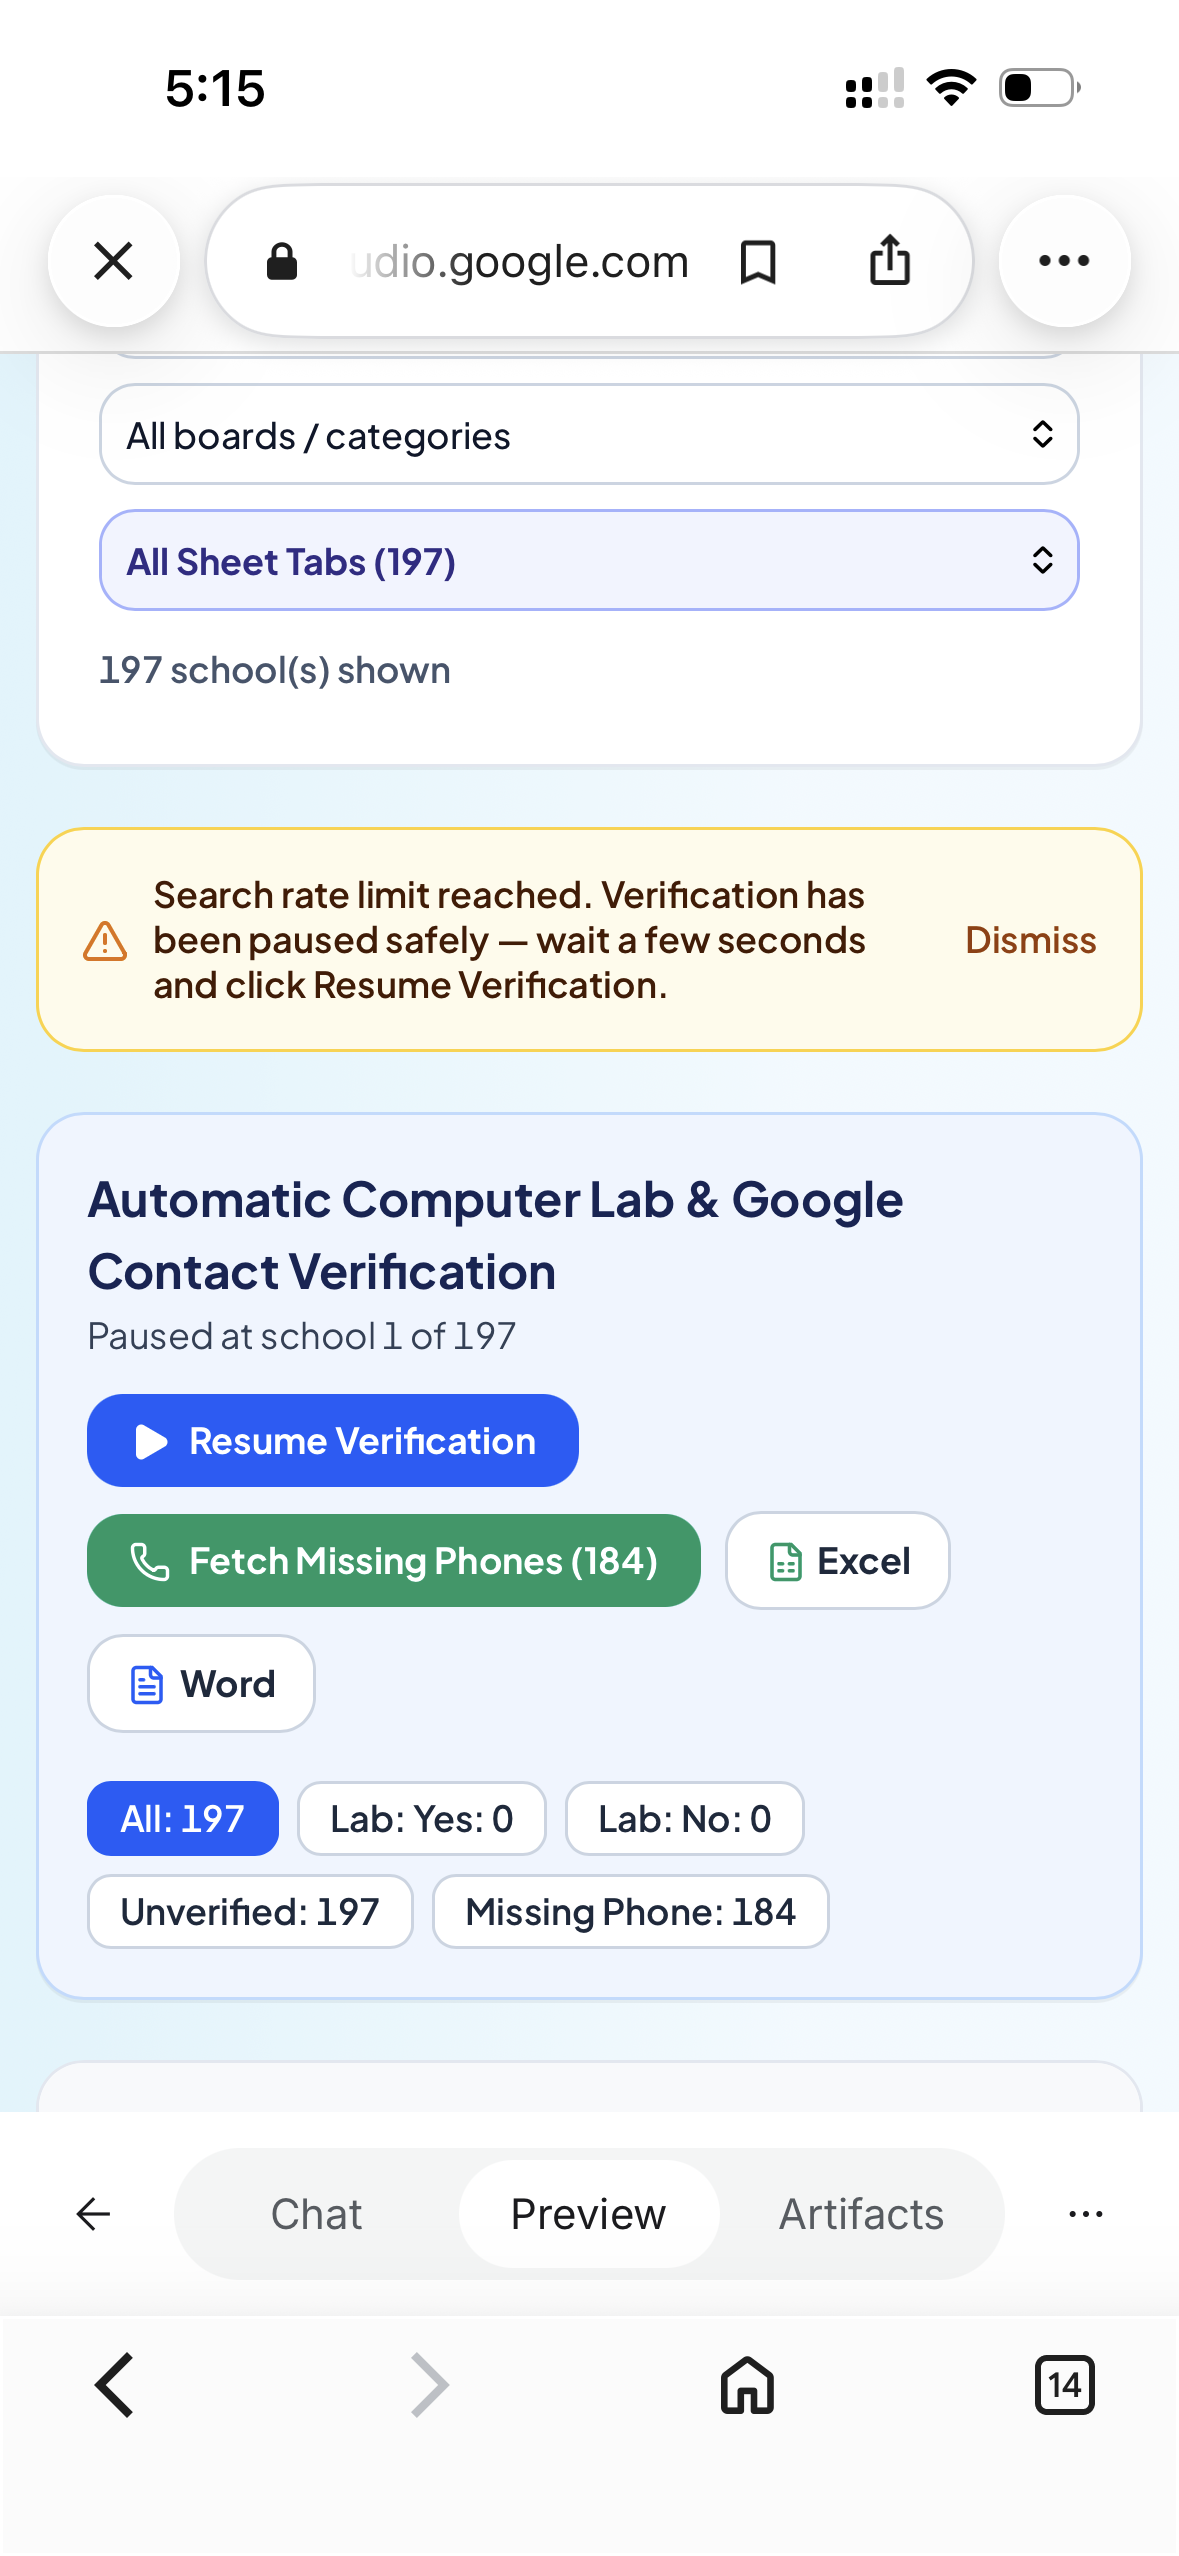 5:15
udio.google.com
All boards / categories
All Sheet Tabs (197)
197 school(s) shown
Search rate limit reached. Verification has
been paused safely — wait a few seconds
and click Resume Verification.
Dismiss
Automatic Computer Lab & Google
Contact Verification
Paused at school 1 of 197
Resume Verification
Fetch Missing Phones (184)
Excel
Word
All: 197
Lab: Yes: 0
Lab: No: 0
Unverified: 197
Missing Phone: 184
Chat
Preview
Artifacts
14